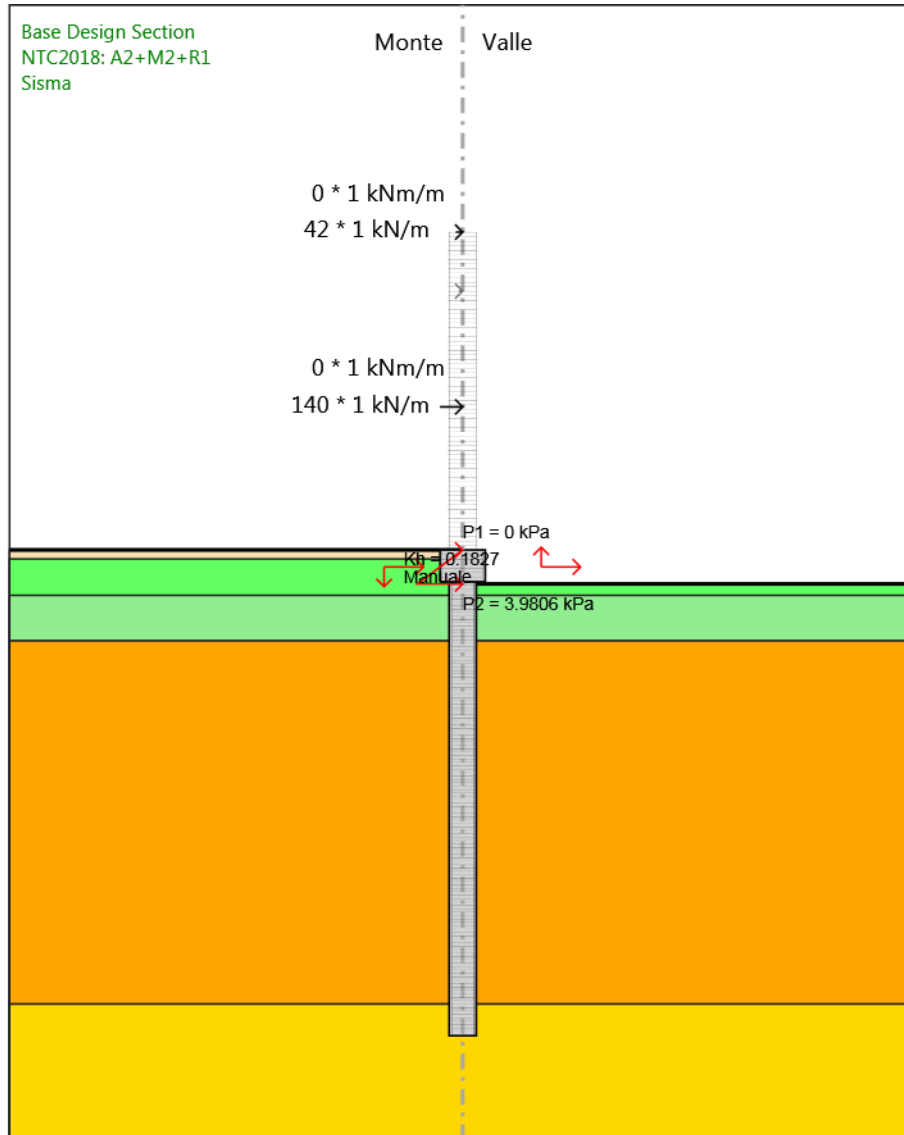 Base Design Section
NTC2018: A2+M2+R1
Sisma
Monte
Valle
0 * 1 kNm/m
42 * 1 kN/m
0 * 1 kNm/m
140 * 1 kN/m
P1 = 0 kPa
Kh = 0.1827
Manuale
P2 = 3.9806 kPa